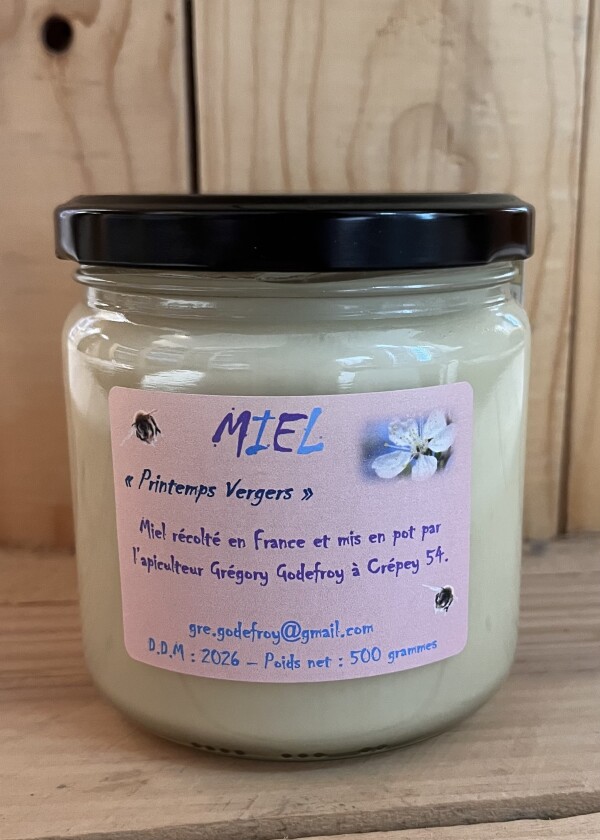 MIEL
« Printemps Vergers »
Miel récolté en France et mis en pot par
l'apiculteur Grégory Godefroy à Crépey 54.
gre.godefroy@gmail.com
D.D.M : 2026 – Poids net : 500 grammes